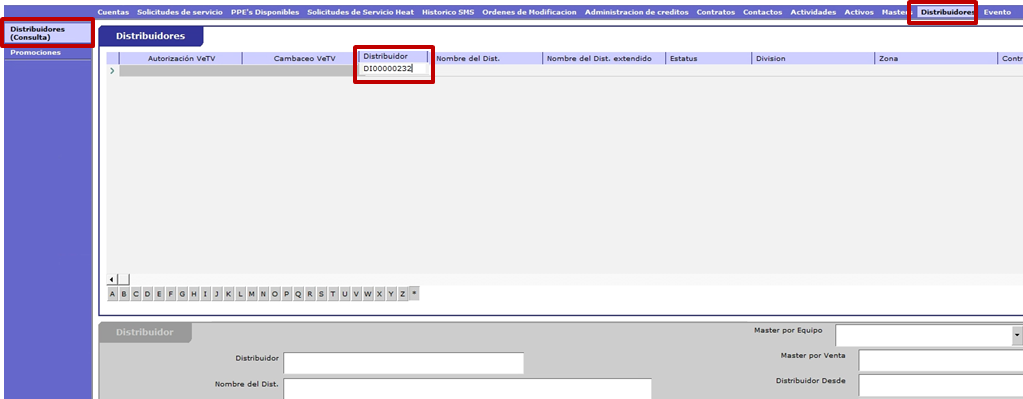 Cuentas Solicitudes de servicio PPE's Disponibles Solicitudes de Servicio Heat Historico SMS Ordenes de Modificacion Administracion de creditos Contratos Contactos Actividades Activos Masters Distribuidores Evento
Distribuidores
(Consulta)
Promociones
Distribuidores
Autorización VeTV Cambaceo VeTV Distribuidor Nombre del Dist. Nombre del Dist. extendido Estatus Division Zona Contr
DI00000232
A B C D E F G H I J K L M N O P Q R S T U V W X Y Z *
Distribuidor
Master por Equipo
Distribuidor
Master por Venta
Nombre del Dist.
Distribuidor Desde